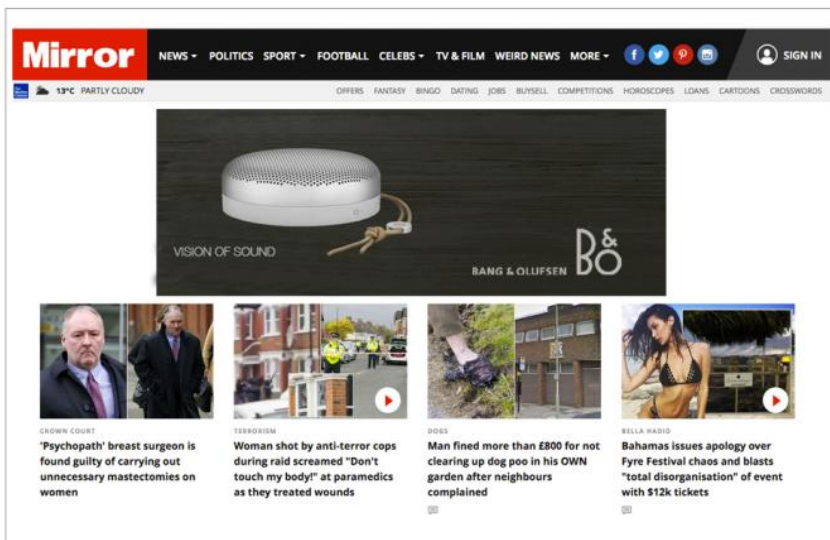 Mirror
NEWS POLITICS SPORT FOOTBALL CELEBS TV & FILM WEIRD NEWS MORE SIGN IN
13°C PARTLY CLOUDY OFFERS FANTASY BINGO DATING JOBS BUYSELL COMPETITIONS HOROSCOPES LOANS CARTOONS CROSSWORDS
VISION OF SOUND
BANG & OLUFSEN B&O
CROWN COURT
'Psychopath' breast surgeon is
found guilty of carrying out
unnecessary mastectomies on
women
TERRORISM
Woman shot by anti-terror cops
during raid screamed "Don't
touch my body!" at paramedics
as they treated wounds
DOGS
Man fined more than £800 for not
clearing up dog poo in his OWN
garden after neighbours
complained
BELLA HADID
Bahamas issues apology over
Fyre Festival chaos and blasts
"total disorganisation" of event
with $12k tickets